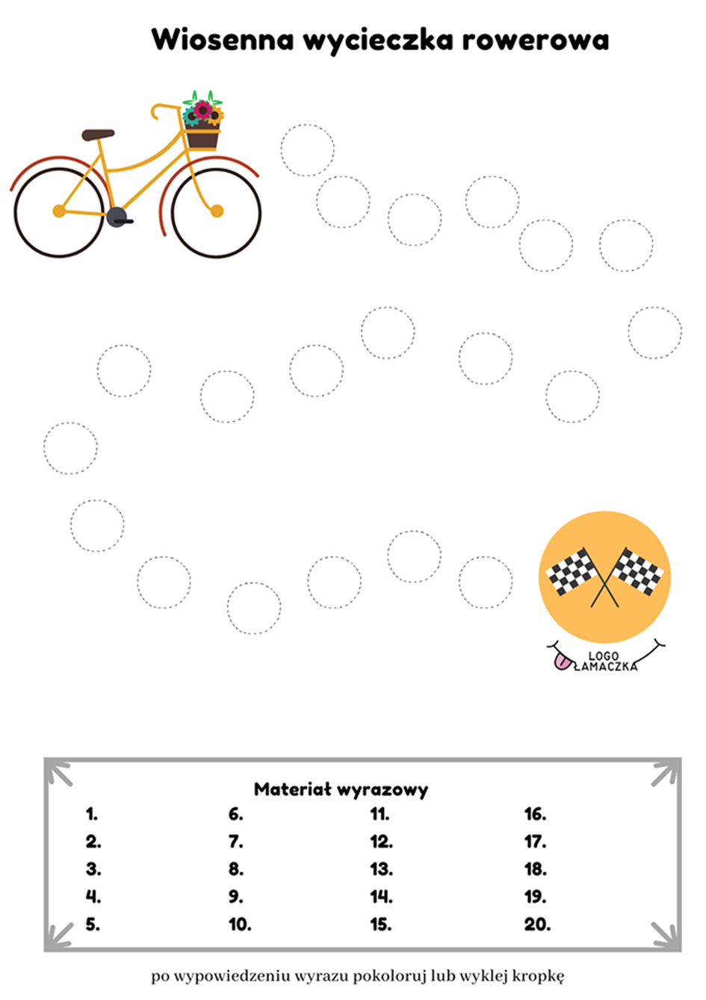 Wiosenna wycieczka rowerowa
LOGO
ŁAMACZKA
Materiał wyrazowy
1. 6. 11. 16.
2. 7. 12. 17.
3. 8. 13. 18.
4. 9. 14. 19.
5. 10. 15. 20.
po wypowiedzeniu wyrazu pokoloruj lub wyklej kropkę